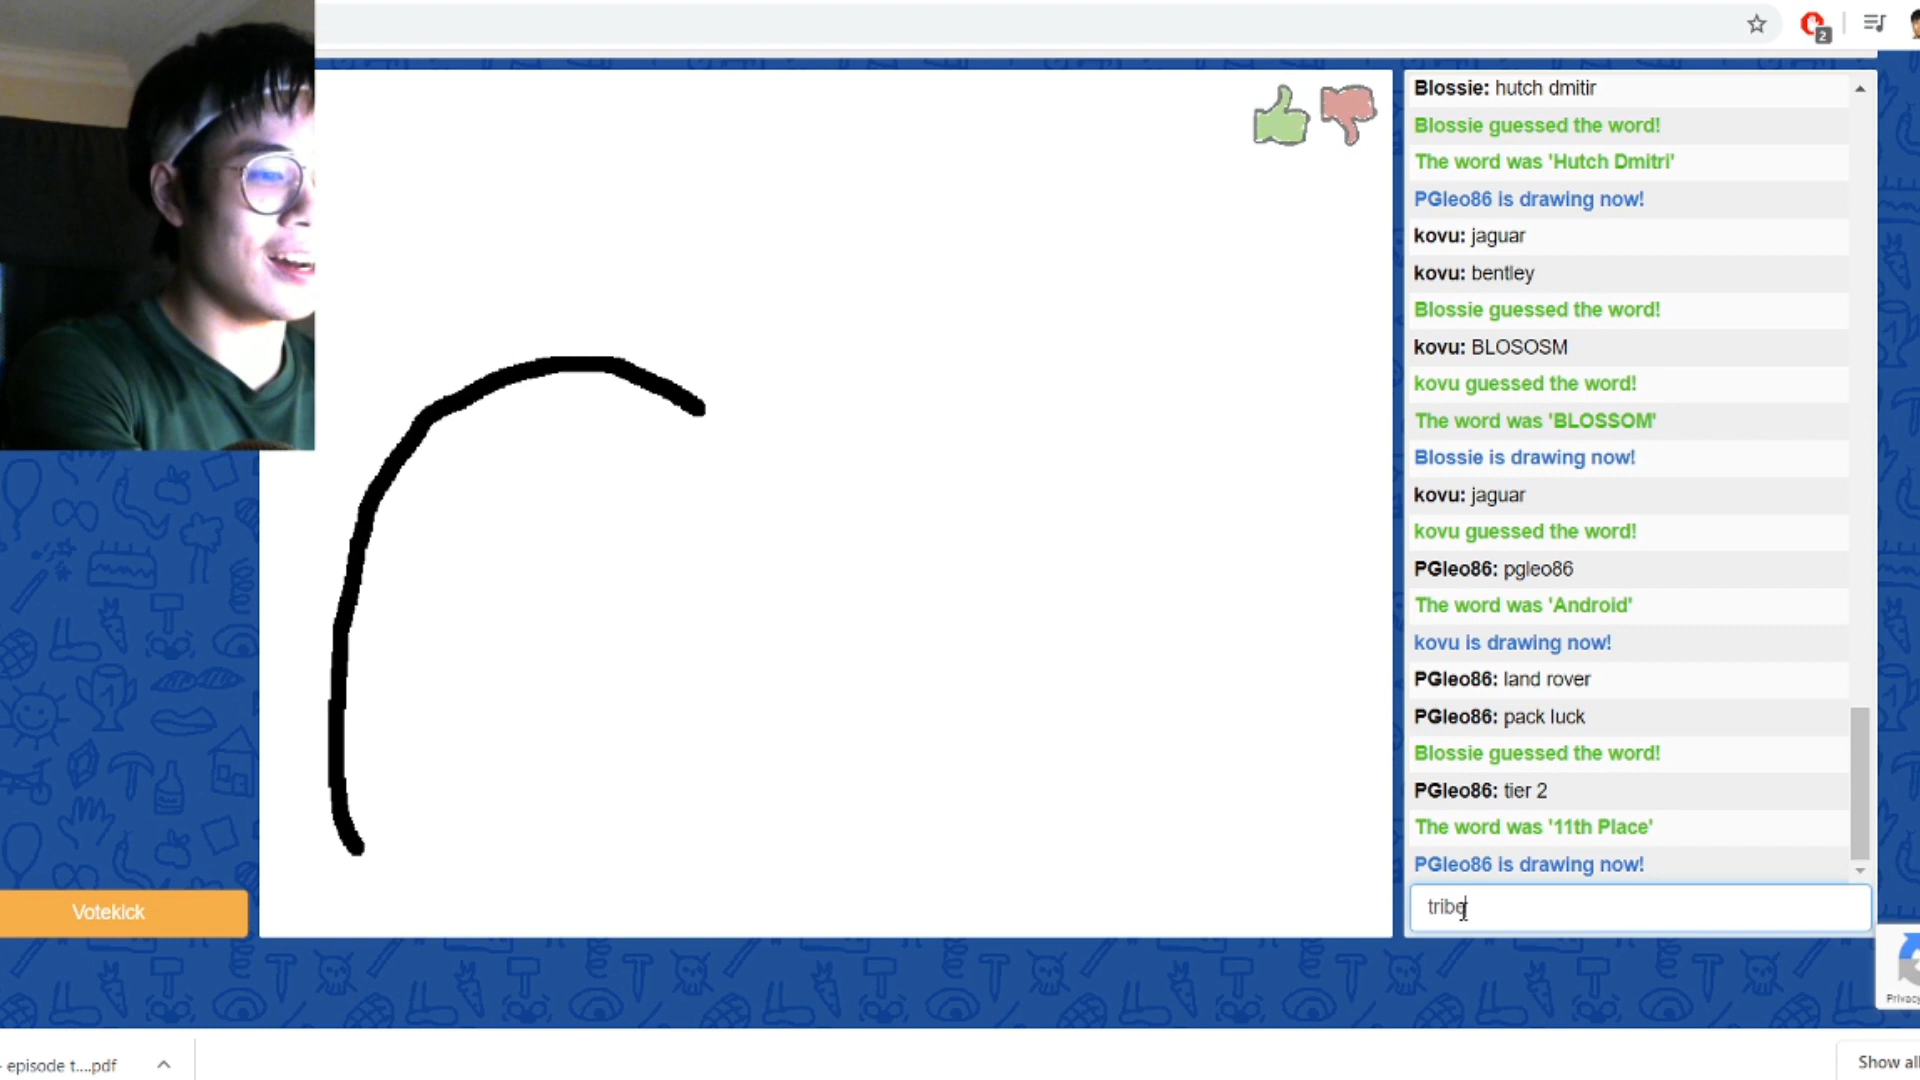 2
Blossie: hutch dmitir
Blossie guessed the word!
The word was 'Hutch Dmitri'
PGleo86 is drawing now!
kovu: jaguar
kovu: bentley
Blossie guessed the word!
kovu: BLOSOSM
kovu guessed the word!
The word was 'BLOSSOM'
Blossie is drawing now!
kovu: jaguar
kovu guessed the word!
PGleo86: pgleo86
The word was 'Android'
kovu is drawing now!
PGleo86: land rover
PGleo86: pack luck
Blossie guessed the word!
PGleo86: tier 2
The word was '11th Place'
PGleo86 is drawing now!
tribe
Votekick
Privacy
- episode t....pdf
Show all